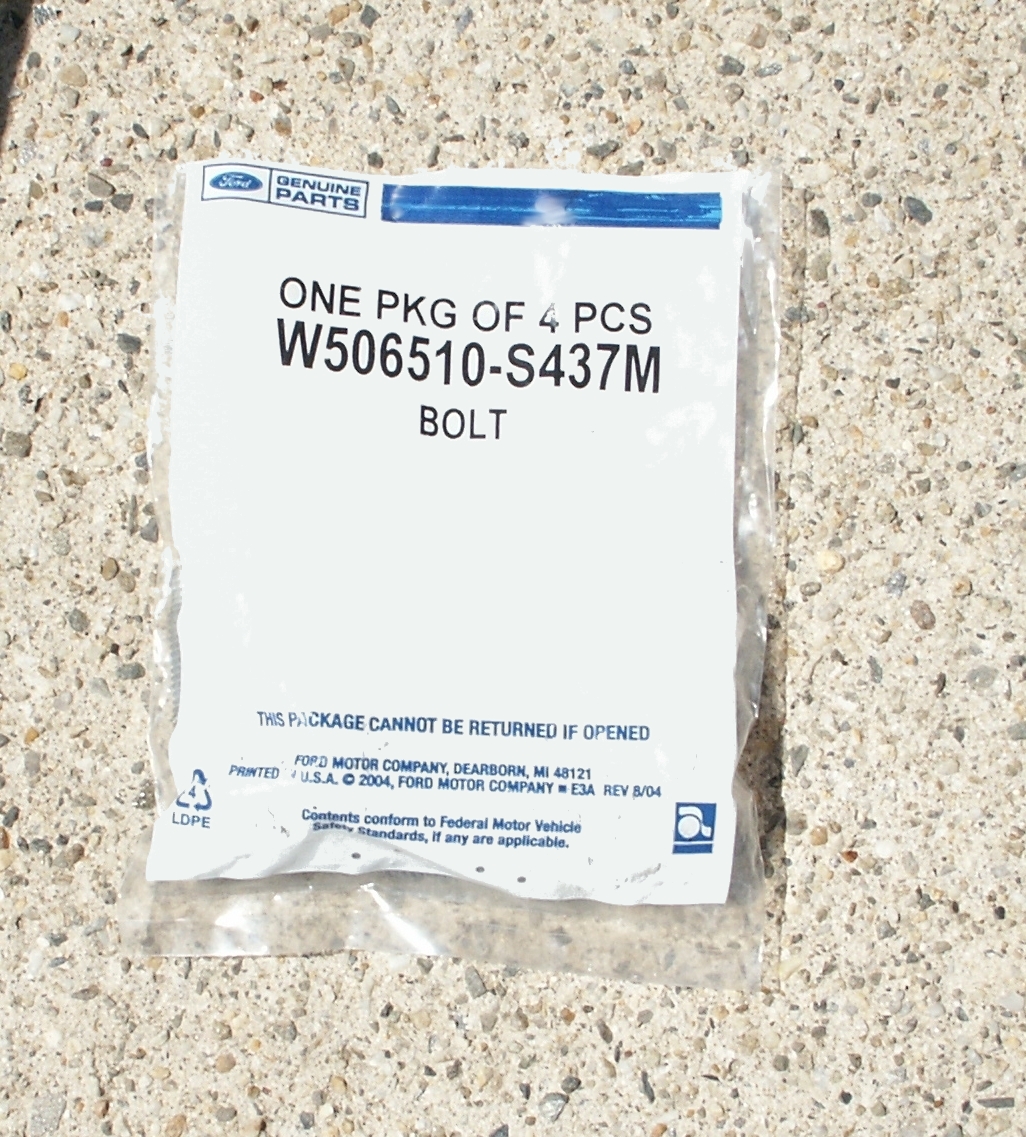 Ford GENUINE
PARTS
ONE PKG OF 4 PCS
W506510-S437M
BOLT
THIS PACKAGE CANNOT BE RETURNED IF OPENED
FORD MOTOR COMPANY, DEARBORN, MI 48121
PRINTED U.S.A. © 2004, FORD MOTOR COMPANY ■ E3A REV 8/04
4
LDPE
Contents conform to Federal Motor Vehicle
Safety Standards, if any are applicable.